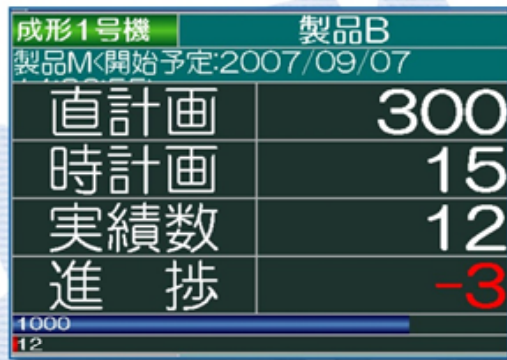 成形1号機 製品B
製品M<開始予定:2007/09/07
直計画 300
時計画 15
実績数 12
進 捗 -3
1000
12